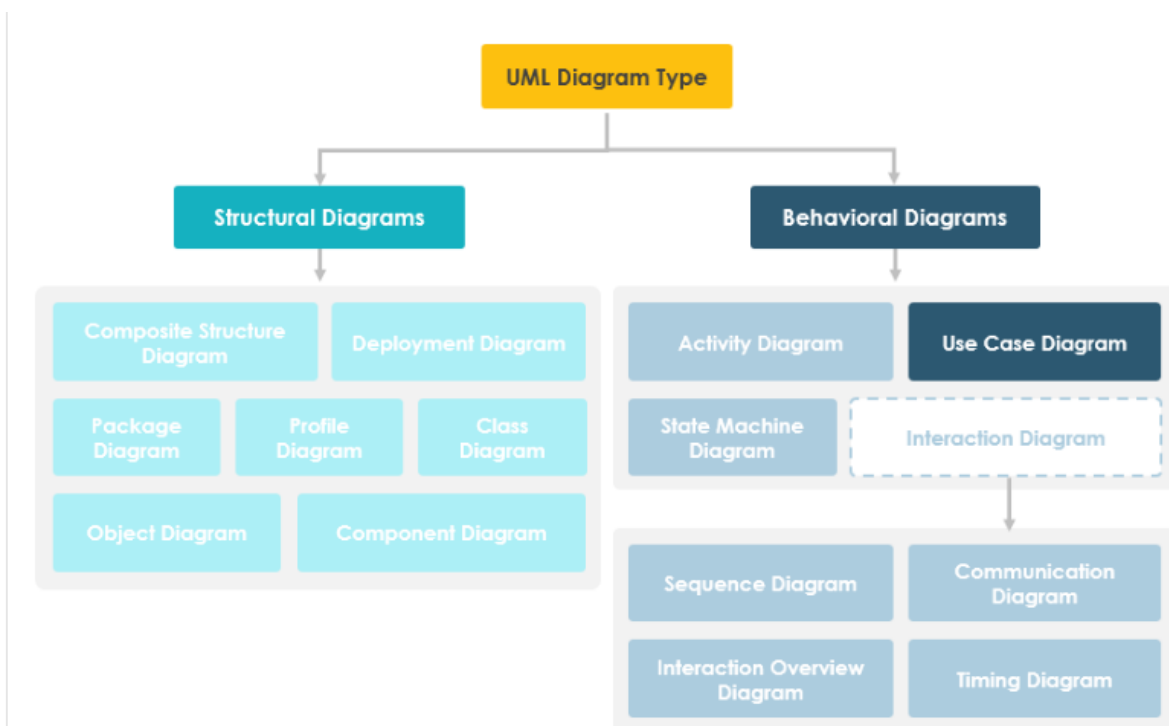 UML Diagram Type
Structural Diagrams
Behavioral Diagrams
Composite Structure
Diagram
Deployment Diagram
Package
Diagram
Profile
Diagram
Class
Diagram
Object Diagram
Component Diagram
Activity Diagram
Use Case Diagram
State Machine
Diagram
Interaction Diagram
Sequence Diagram
Communication
Diagram
Interaction Overview
Diagram
Timing Diagram